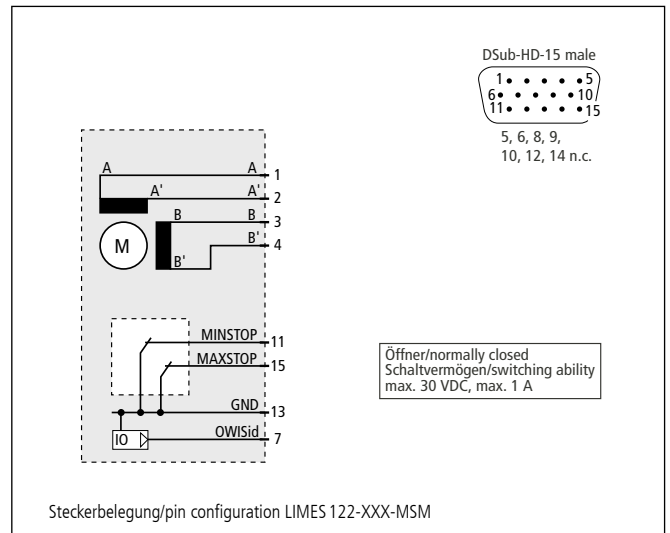 DSub-HD-15 male
1 5
6 10
11 15
5, 6, 8, 9,
10, 12, 14 n.c.
A A 1
A' A' 2
B B 3
M B' 4
B'
MINSTOP 11
MAXSTOP 15
GND 13
IO OWISid 7
Öffner/normally closed
Schaltvermögen/switching ability
max. 30 VDC, max. 1 A
Steckerbelegung/pin configuration LIMES 122-XXX-MSM